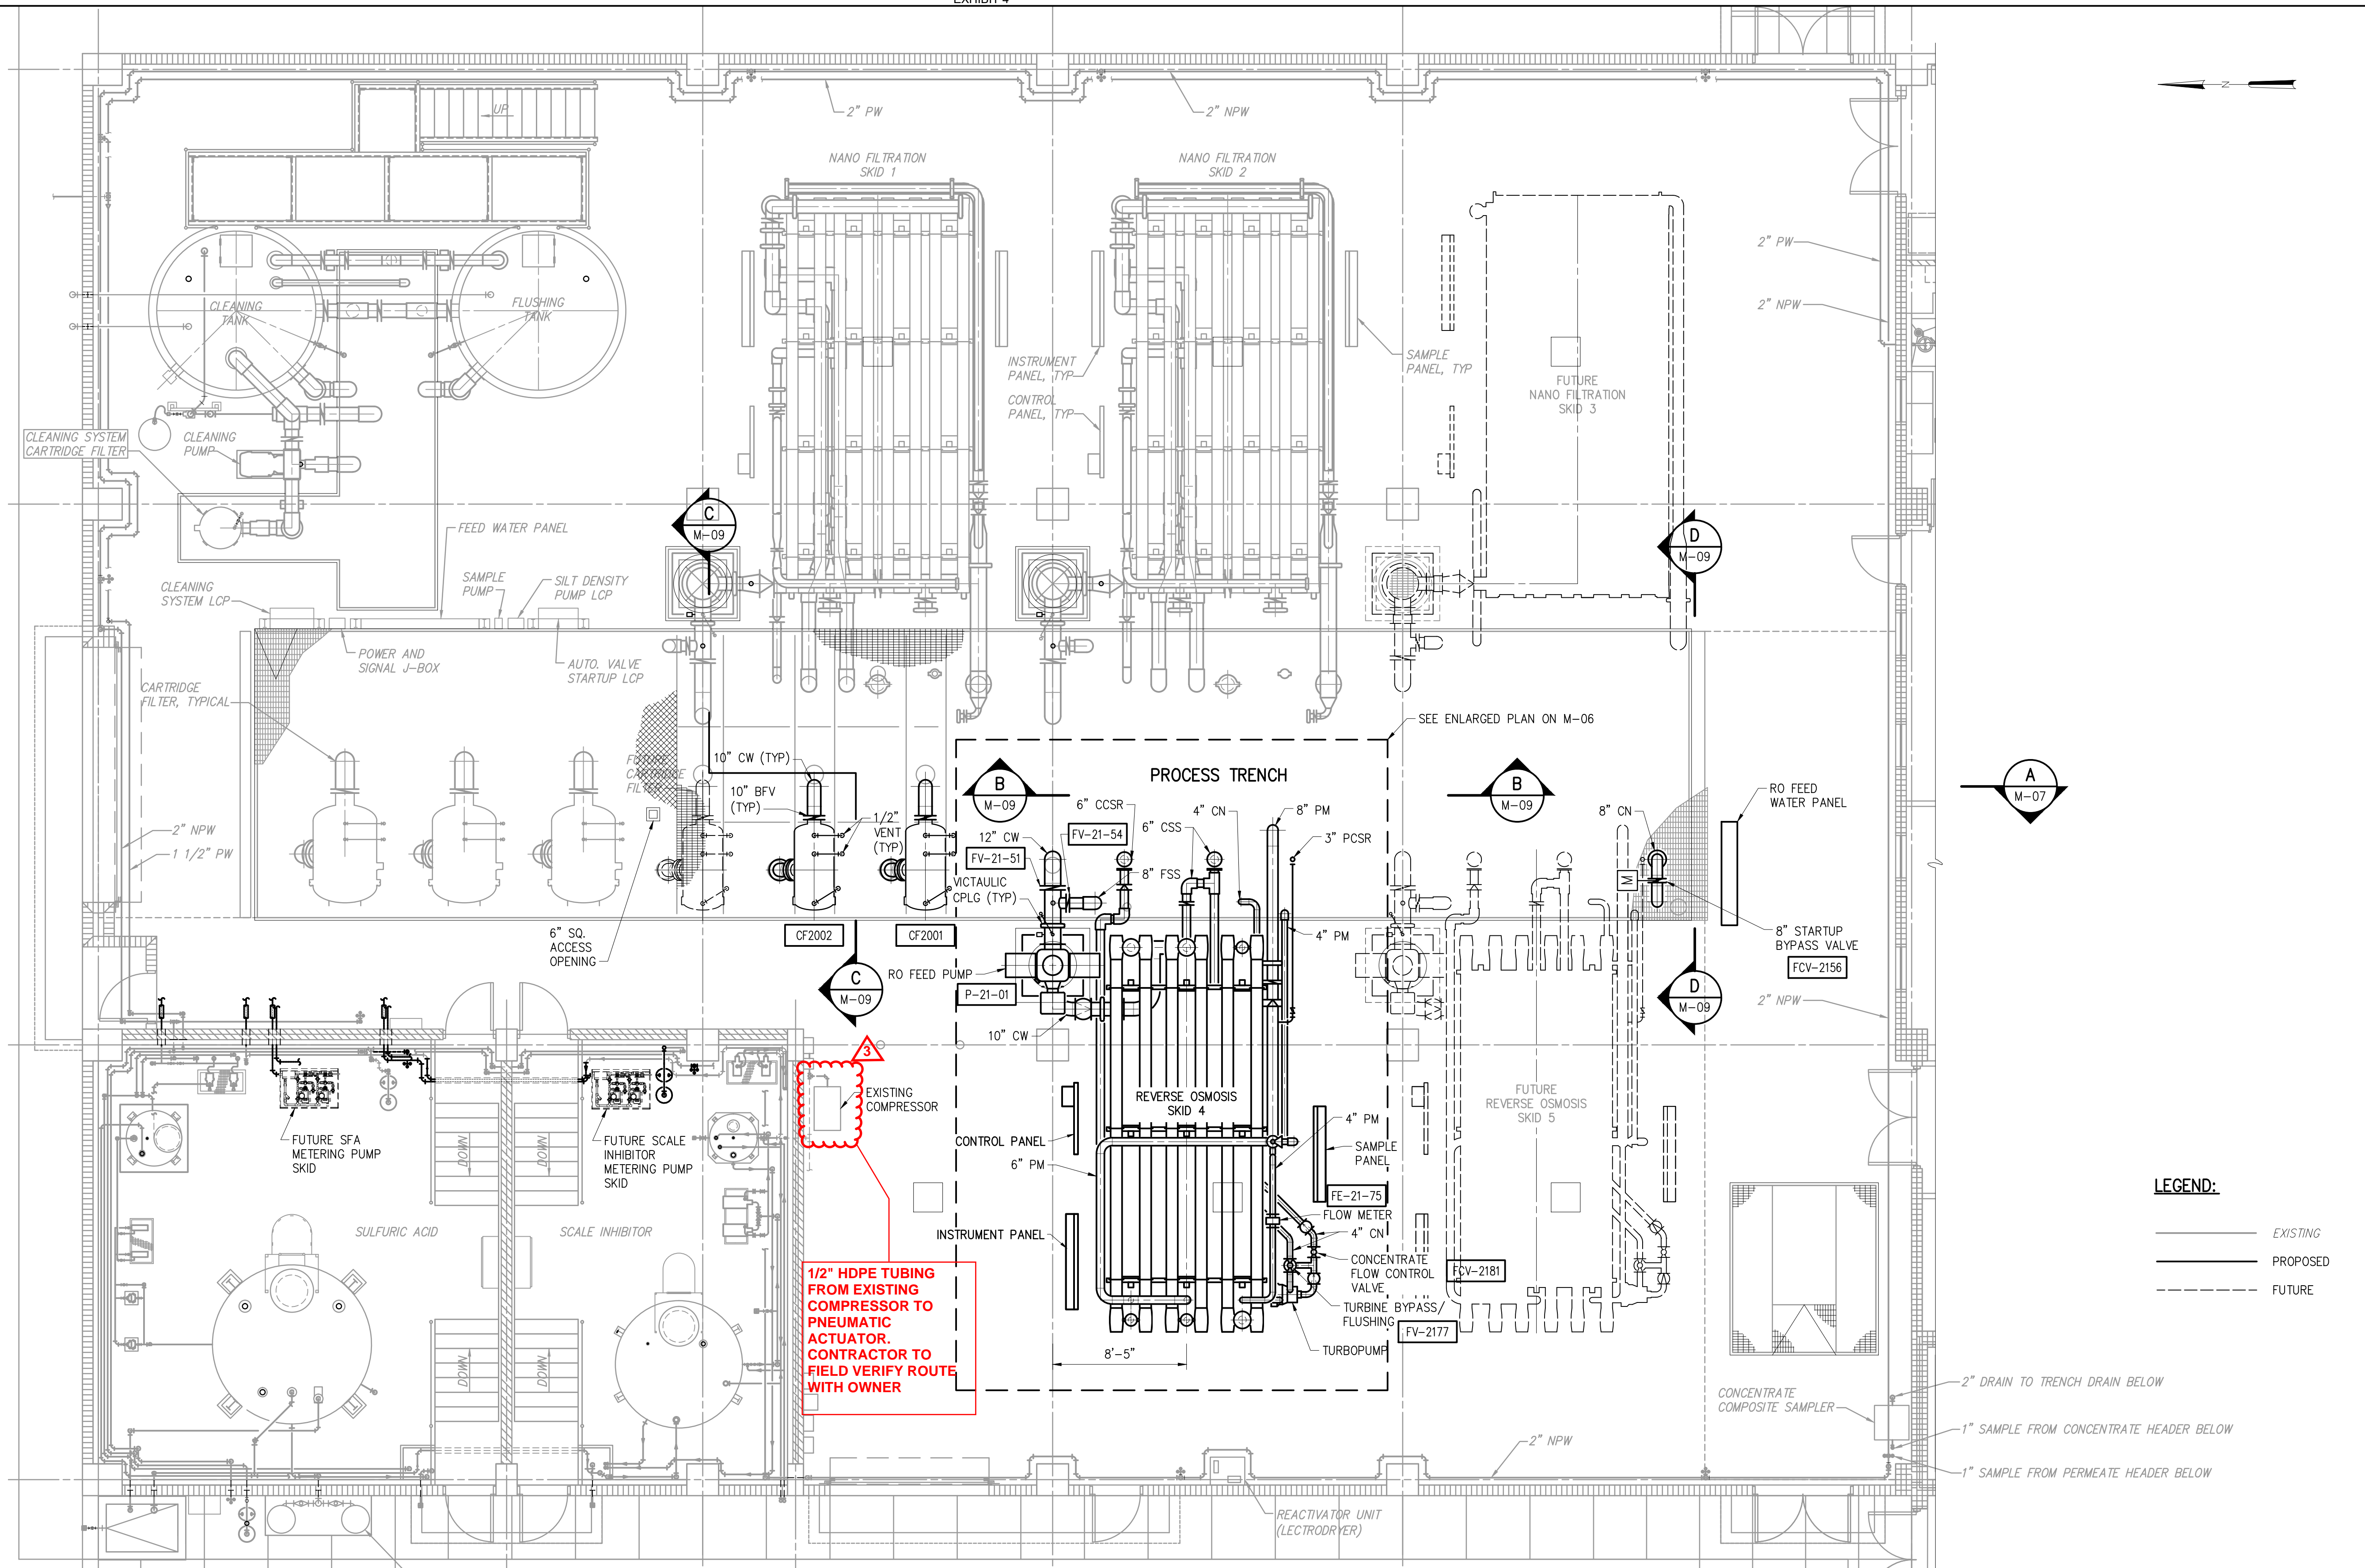 EXHIBIT 4
UP
2" PW
2" NPW
N
NANO FILTRATION
SKID 1
NANO FILTRATION
SKID 2
2" PW
2" NPW
CLEANING
TANK
FLUSHING
TANK
INSTRUMENT
PANEL, TYP
CONTROL
PANEL, TYP
SAMPLE
PANEL, TYP
FUTURE
NANO FILTRATION
SKID 3
CLEANING SYSTEM
CARTRIDGE FILTER
CLEANING
PUMP
FEED WATER PANEL
C
M-09
D
M-09
CLEANING
SYSTEM LCP
SAMPLE
PUMP
SILT DENSITY
PUMP LCP
POWER AND
SIGNAL J-BOX
AUTO. VALVE
STARTUP LCP
CARTRIDGE
FILTER, TYPICAL
SEE ENLARGED PLAN ON M-06
FUTURE
CARTRIDGE
FILTER
10" CW (TYP)
10" BFV
(TYP)
1/2"
VENT
(TYP)
PROCESS TRENCH
B
M-09
B
M-09
A
M-07
RO FEED
WATER PANEL
6" CCSR
4" CN
6" CSS
8" PM
3" PCSR
8" CN
12" CW
FV-21-54
FV-21-51
8" FSS
VICTAULIC
CPLG (TYP)
M
2" NPW
1 1/2" PW
6" SQ.
ACCESS
OPENING
CF2002
CF2001
4" PM
8" STARTUP
BYPASS VALVE
FCV-2156
RO FEED PUMP
P-21-01
C
M-09
D
M-09
2" NPW
10" CW
3
EXISTING
COMPRESSOR
REVERSE OSMOSIS
SKID 4
FUTURE
REVERSE OSMOSIS
SKID 5
FUTURE SFA
METERING PUMP
SKID
DOWN
DOWN
FUTURE SCALE
INHIBITOR
METERING PUMP
SKID
CONTROL PANEL
6" PM
4" PM
SAMPLE
PANEL
FE-21-75
FLOW METER
4" CN
INSTRUMENT PANEL
CONCENTRATE
FLOW CONTROL
VALVE
FCV-2181
TURBINE BYPASS/
FLUSHING
FV-2177
TURBOPUMP
8'-5"
SULFURIC ACID
SCALE INHIBITOR
1/2" HDPE TUBING
FROM EXISTING
COMPRESSOR TO
PNEUMATIC
ACTUATOR.
CONTRACTOR TO
FIELD VERIFY ROUTE
WITH OWNER
DOWN
DOWN
LEGEND:
EXISTING
PROPOSED
FUTURE
CONCENTRATE
COMPOSITE SAMPLER
2" DRAIN TO TRENCH DRAIN BELOW
1" SAMPLE FROM CONCENTRATE HEADER BELOW
1" SAMPLE FROM PERMEATE HEADER BELOW
2" NPW
REACTIVATOR UNIT
(LECTRODRYER)